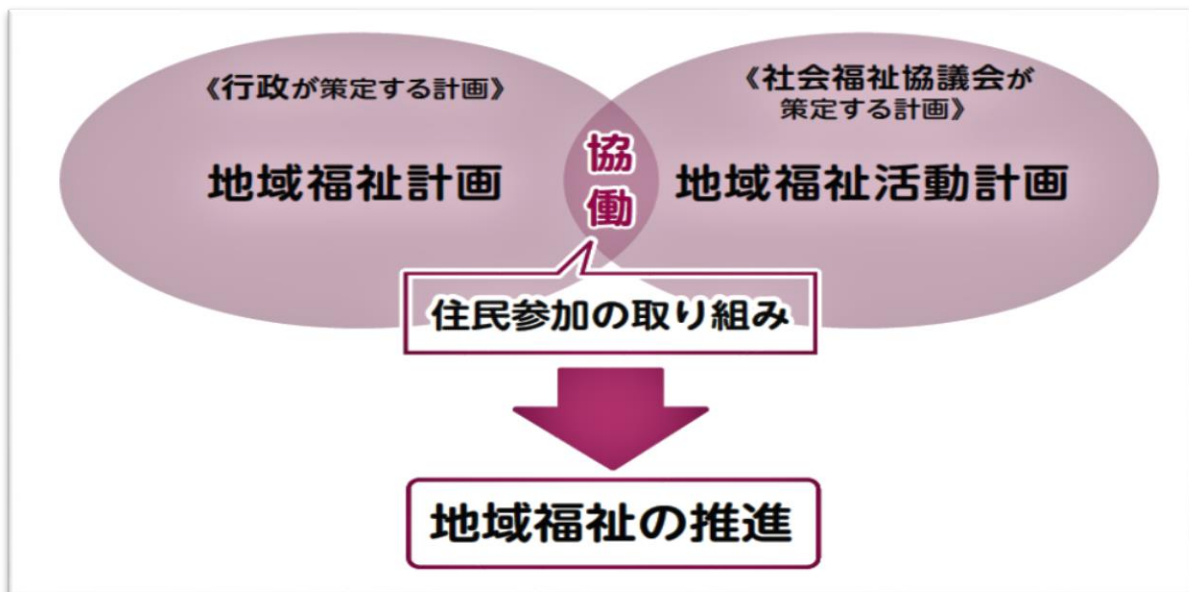 《行政が策定する計画》
地域福祉計画
協働
《社会福祉協議会が
策定する計画》
地域福祉活動計画
住民参加の取り組み
地域福祉の推進